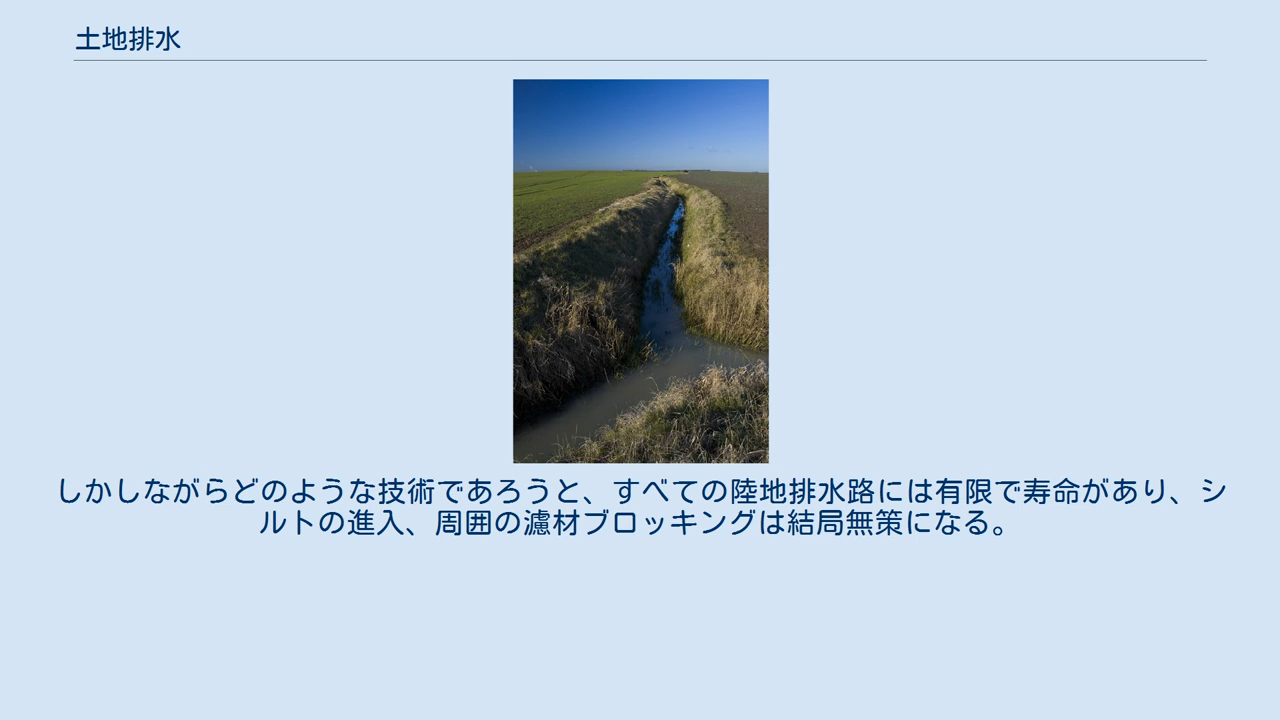 土地排水
しかしながらどのような技術であろうと、すべての陸地排水路には有限で寿命があり、シ
ルトの進入、周囲の濾材ブロッキングは結局無策になる。